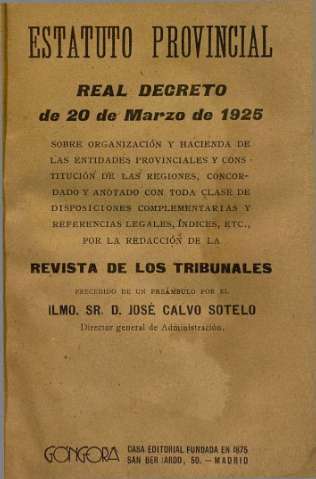 ESTATUTO PROVINCIAL
REAL DECRETO
de 20 de Marzo de 1925
SOBRE ORGANIZACIÓN Y HACIENDA DE
LAS ENTIDADES PROVINCIALES Y CONS-
TITUCIÓN DE LAS REGIONES, CONCOR-
DADO Y ANOTADO CON TODA CLASE DE
DISPOSICIONES COMPLEMENTARIAS Y
REFERENCIAS LEGALES, ÍNDICES, ETC.,
POR LA REDACCIÓN DE LA
REVISTA DE LOS TRIBUNALES
PRECEDIDO DE UN PREÁMBULO POR EL
ILMO. SR. D. JOSÉ CALVO SOTELO
Director general de Administración.
GÓNGORA
CASA EDITORIAL FUNDADA EN 1875
SAN BERNARDO, 50. — MADRID